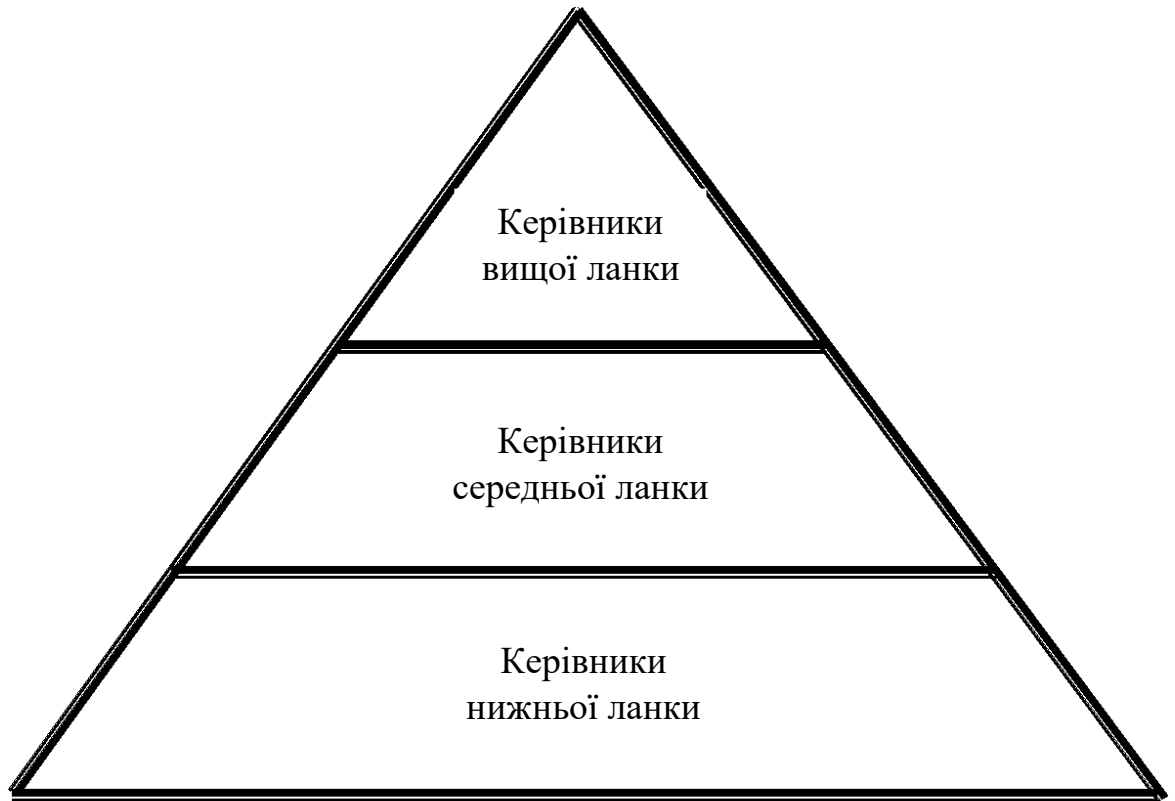 Керівники
вищої ланки
Керівники
середньої ланки
Керівники
нижньої ланки